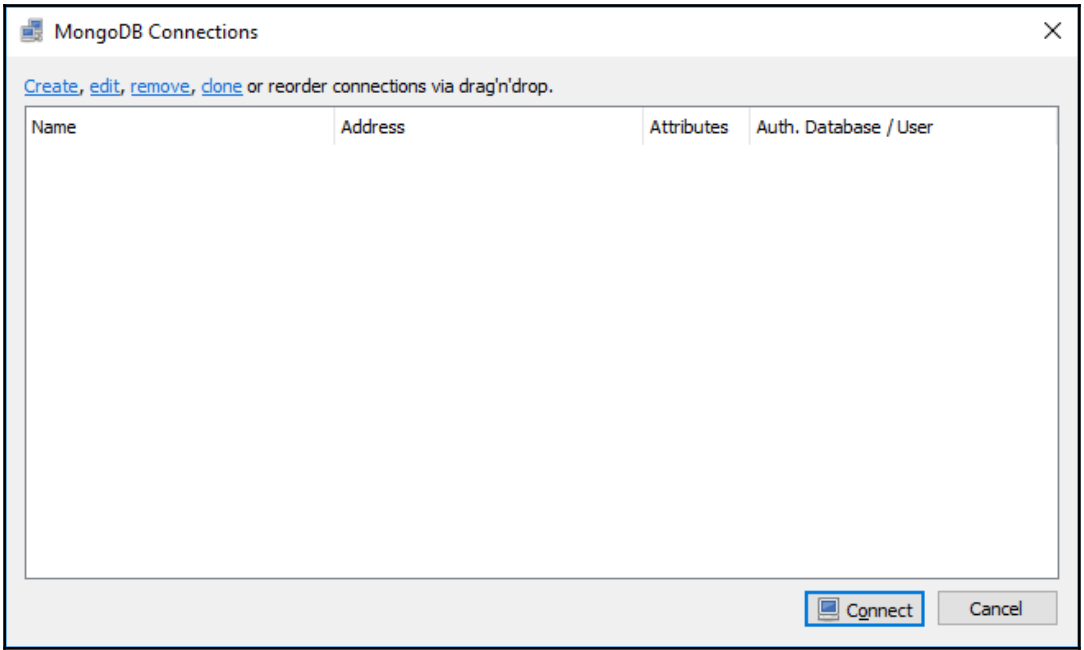 MongoDB Connections
Create, edit, remove, clone or reorder connections via drag'n'drop.
Name Address Attributes Auth. Database / User
Connect Cancel